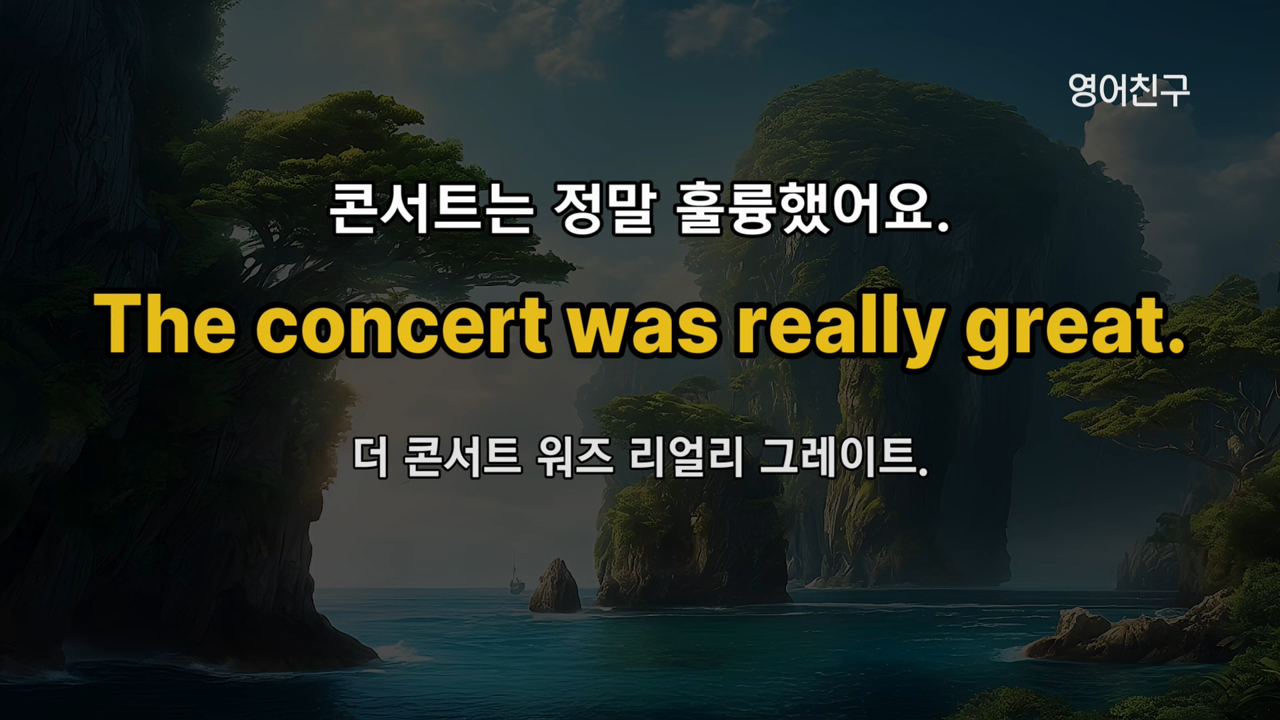 영어친구
콘서트는 정말 훌륭했어요.
The concert was really great.
더 콘서트 워즈 리얼리 그레이트.